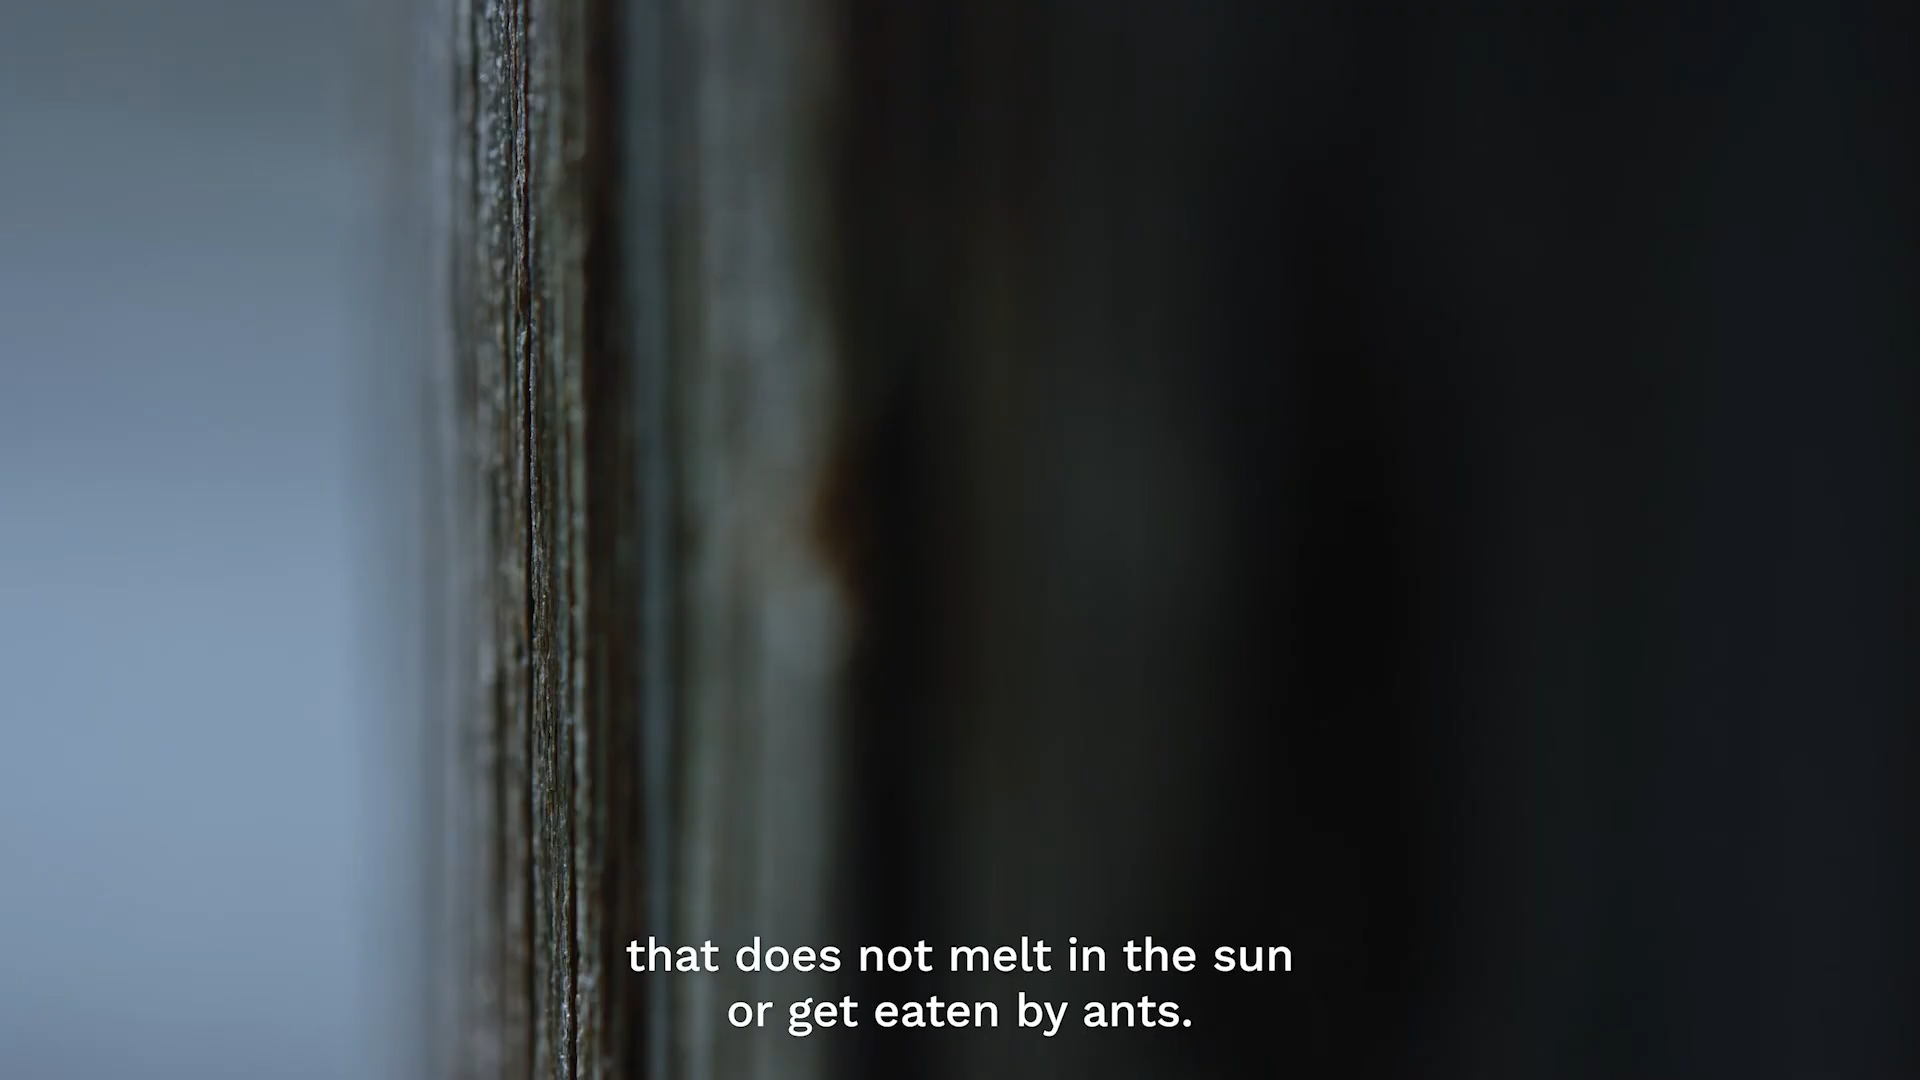 that does not melt in the sun
or get eaten by ants.